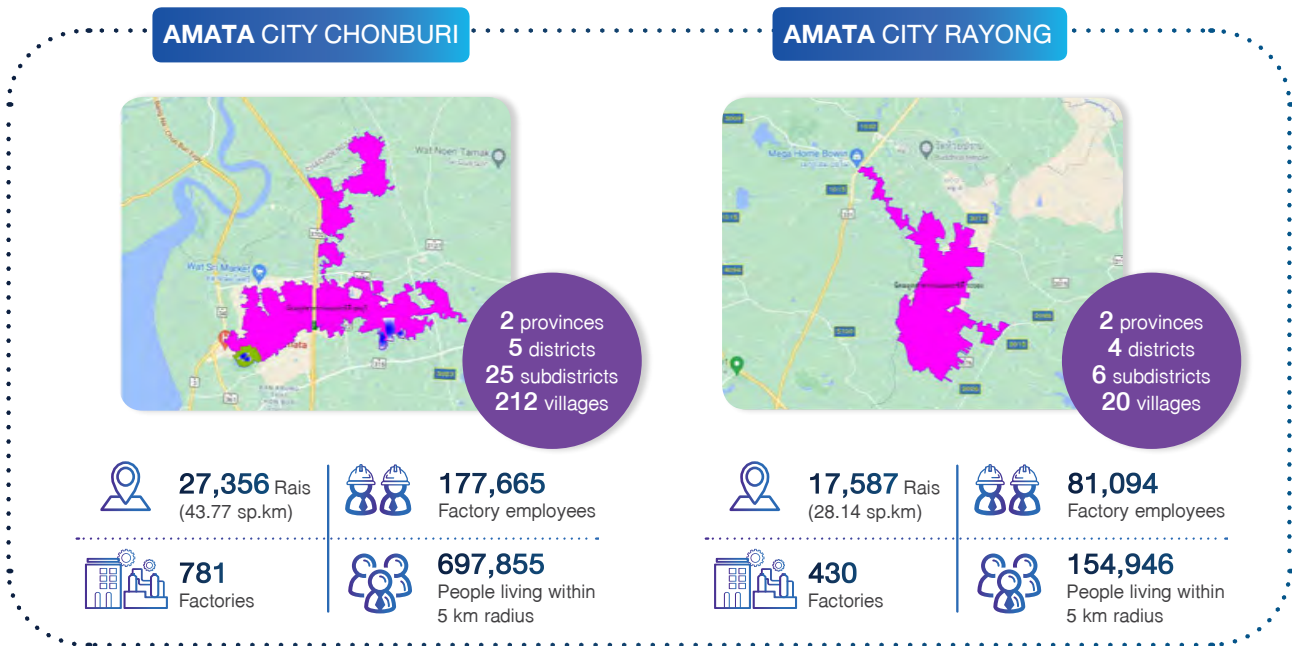 AMATA CITY CHONBURI
Wat Noen Tamak
Wat Sri Market
2 provinces
5 districts
25 subdistricts
212 villages
27,356 Rais
(43.77 sp.km)
177,665
Factory employees
781
Factories
697,855
People living within
5 km radius
AMATA CITY RAYONG
Mega Home Bowin
2 provinces
4 districts
6 subdistricts
20 villages
17,587 Rais
(28.14 sp.km)
81,094
Factory employees
430
Factories
154,946
People living within
5 km radius